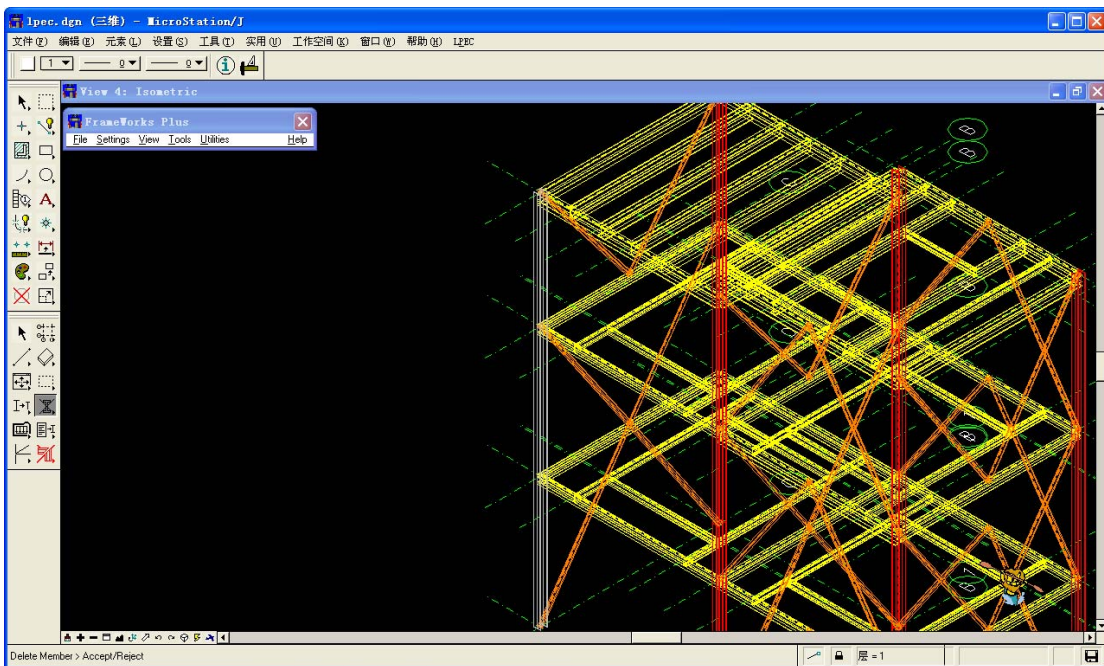 lpec.dgn (三维) - MicroStation/J
文件(F) 编辑(E) 元素(L) 设置(S) 工具(T) 实用(U) 工作空间(K) 窗口(W) 帮助(H) LPEC
1 0 0
View 4: Isometric
FrameWorks Plus
File Settings View Tools Utilities Help
Delete Member > Accept/Reject
层=1